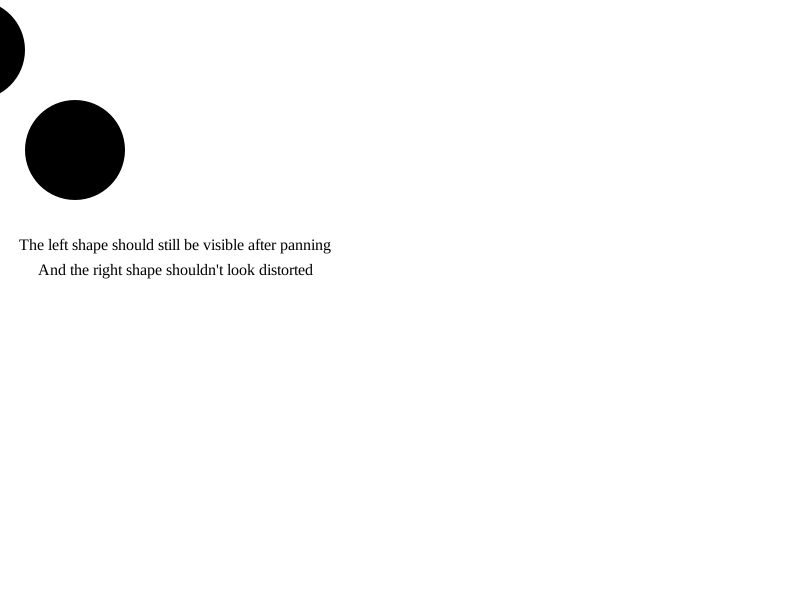 The left shape should still be visible after panning
And the right shape shouldn't look distorted